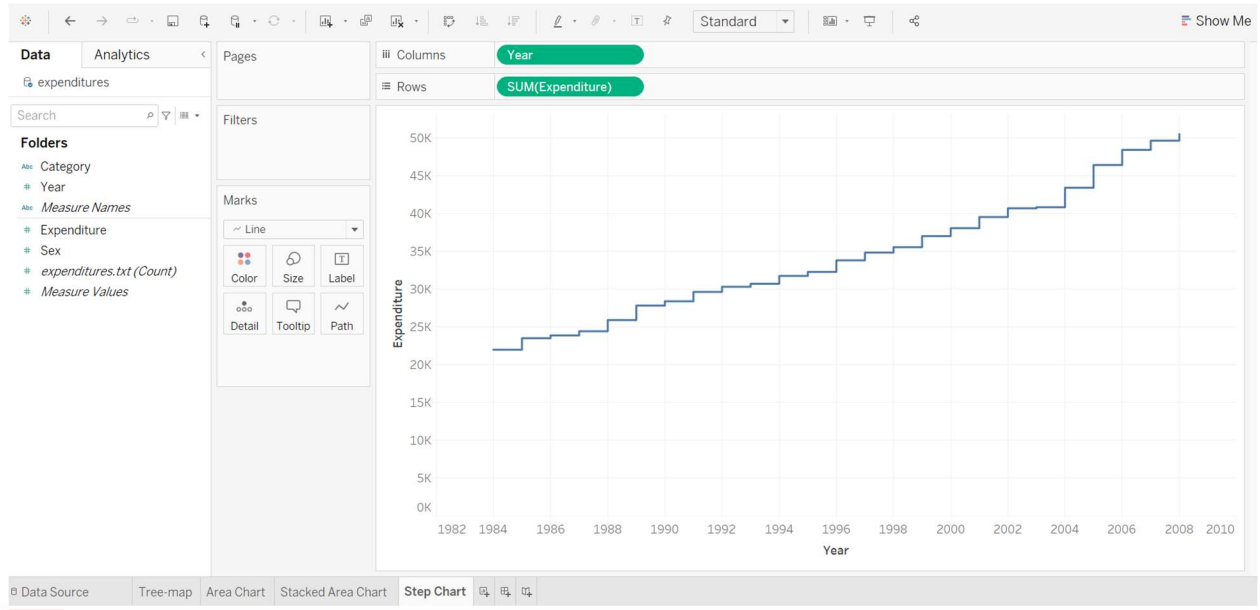 Standard
Show Me
Data Analytics
expenditures
Search
Folders
Abc Category
# Year
Abc Measure Names
# Expenditure
# Sex
# expenditures.txt (Count)
# Measure Values
Pages
Filters
Marks
Line
Color Size Label
Detail Tooltip Path
Columns Year
Rows SUM(Expenditure)
50K
45K
40K
35K
30K
25K
20K
15K
10K
5K
0K
Expenditure
1982 1984 1986 1988 1990 1992 1994 1996 1998 2000 2002 2004 2006 2008 2010
Year
Data Source Tree-map Area Chart Stacked Area Chart Step Chart